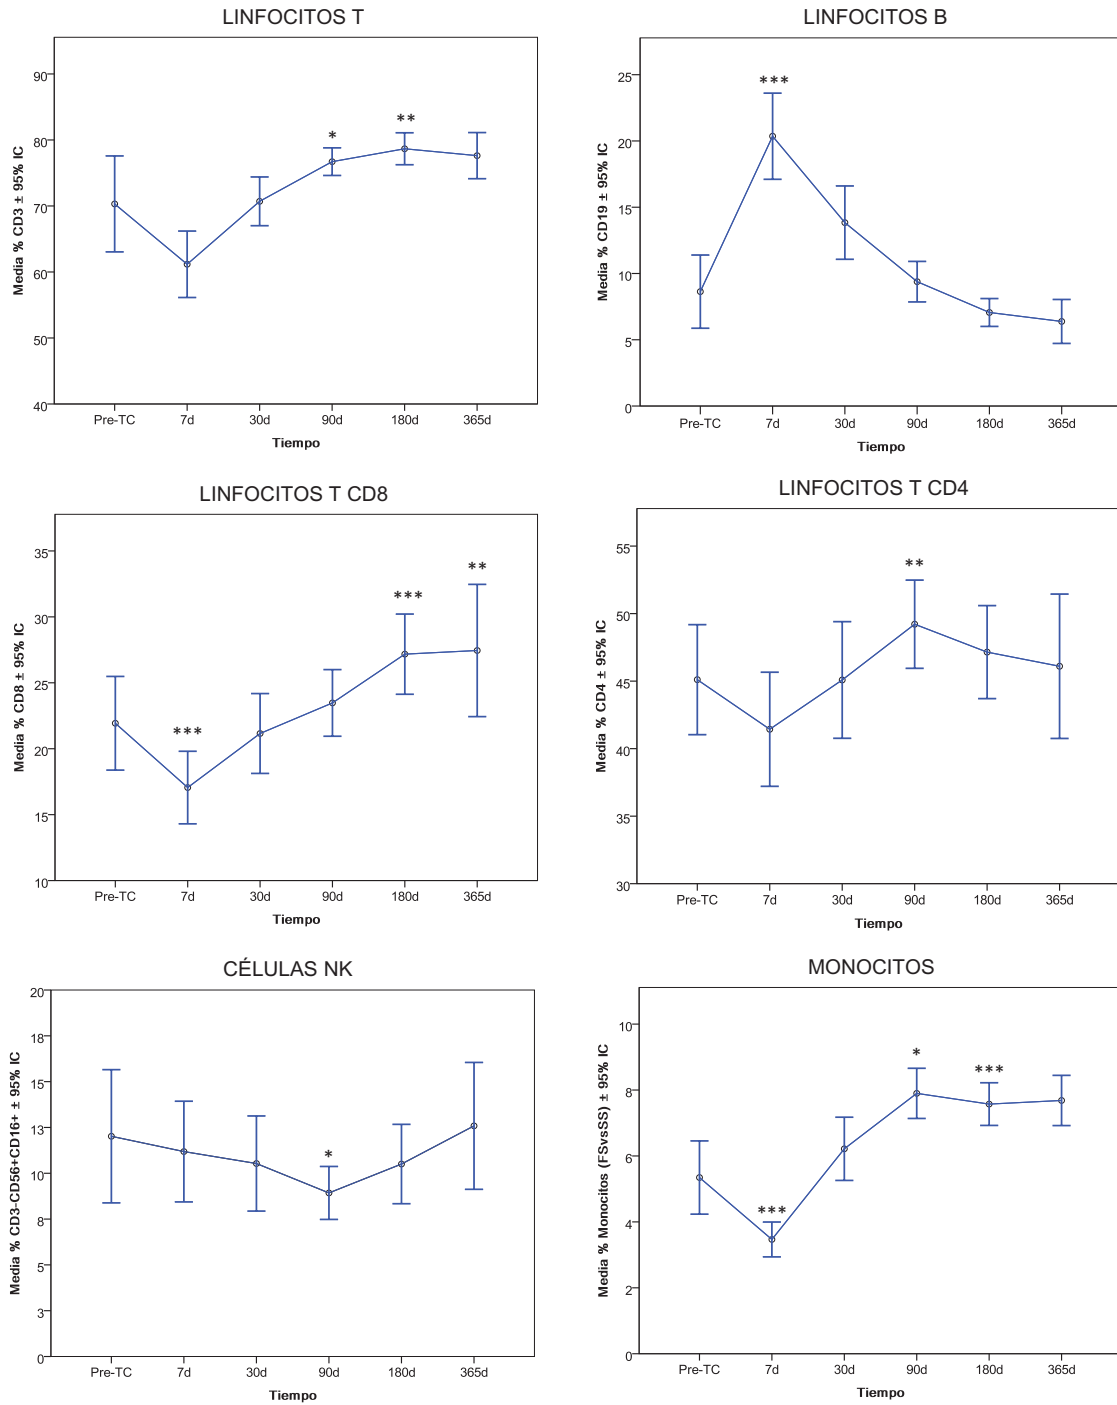 LINFOCITOS T
Media % CD3 ± 95% IC
90
80
70
60
50
40
*
**
Pre-TC 7d 30d 90d 180d 365d
Tiempo
LINFOCITOS B
Media % CD19 ± 95% IC
25
20
15
10
5
0
***
Pre-TC 7d 30d 90d 180d 365d
Tiempo
LINFOCITOS T CD8
Media % CD8 ± 95% IC
35
30
25
20
15
10
***
***
**
Pre-TC 7d 30d 90d 180d 365d
Tiempo
LINFOCITOS T CD4
Media % CD4 ± 95% IC
55
50
45
40
35
30
**
Pre-TC 7d 30d 90d 180d 365d
Tiempo
CÉLULAS NK
Media % CD3-CD56+CD16+ ± 95% IC
20
18
15
13
10
8
5
3
0
*
Pre-TC 7d 30d 90d 180d 365d
Tiempo
MONOCITOS
Media % Monocitos (FSvsSS) ± 95% IC
10
8
6
4
2
0
***
*
***
Pre-TC 7d 30d 90d 180d 365d
Tiempo